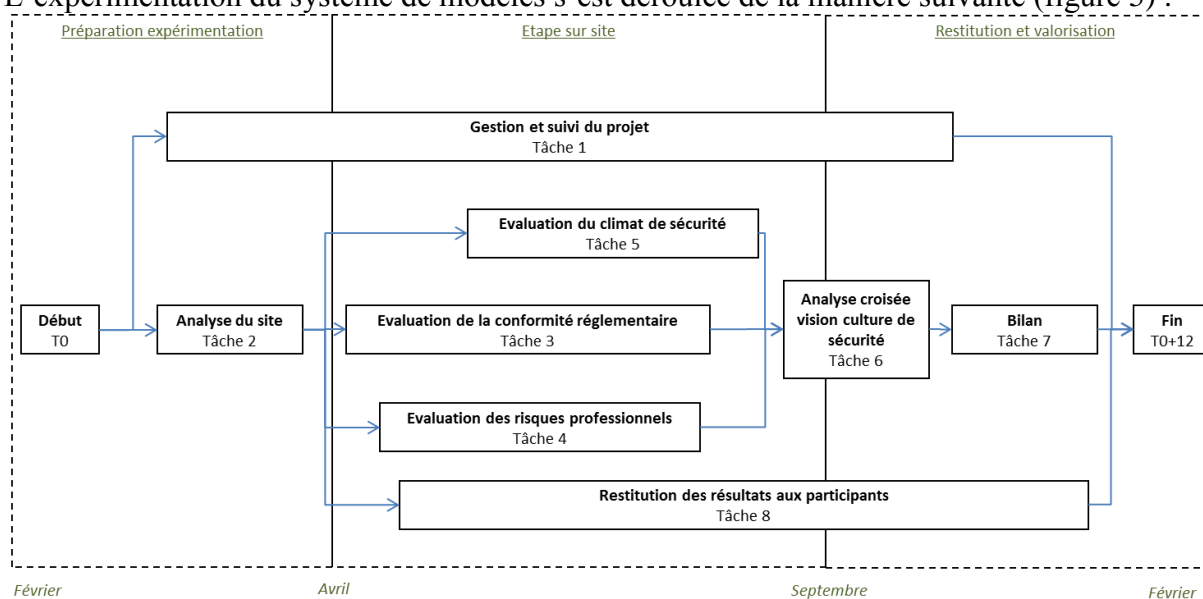 L'expérimentation du système de modèles s'est déroulée de la manière suivante (figure 5) :
Préparation expérimentation
Etape sur site
Restitution et valorisation
Gestion et suivi du projet
Tâche 1
Evaluation du climat de sécurité
Tâche 5
Début
T0
Analyse du site
Tâche 2
Evaluation de la conformité réglementaire
Tâche 3
Analyse croisée
vision culture de
sécurité
Tâche 6
Bilan
Tâche 7
Fin
T0+12
Evaluation des risques professionnels
Tâche 4
Restitution des résultats aux participants
Tâche 8
Février
Avril
Septembre
Février